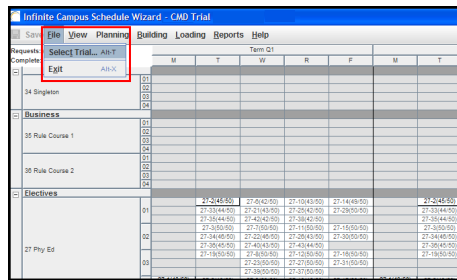 Infinite Campus Schedule Wizard - CMD Trial
Save File View Planning Building Loading Reports Help
Requests: Select Trial... Alt-T Term Q1
Complete: M T W R F M T
Exit Alt-X
01
34 Singleton 02
03
04
Business
01
35 Rule Course 1 02
03
04
01
36 Rule Course 2 02
03
04
Electives
27-2(45/50) 27-6(42/50) 27-10(43/50) 27-14(49/50) 27-2(45/50)
01 27-33(44/50) 27-21(43/50) 27-25(42/50) 27-29(50/50) 27-33(44/50)
27-35(44/50) 27-42(42/50) 27-38(42/50) 27-35(44/50)
27-3(50/50) 27-7(50/50) 27-11(50/50) 27-15(50/50) 27-3(50/50)
27 Phy Ed 02 27-34(46/50) 27-22(46/50) 27-26(43/50) 27-30(50/50) 27-34(46/50)
27-36(45/50) 27-40(43/50) 27-43(44/50) 27-36(45/50)
27-19(50/50) 27-8(50/50) 27-12(50/50) 27-16(50/50) 27-19(50/50)
03 27-23(50/50) 27-27(50/50) 27-31(50/50)
27-39(50/50) 27-37(50/50)